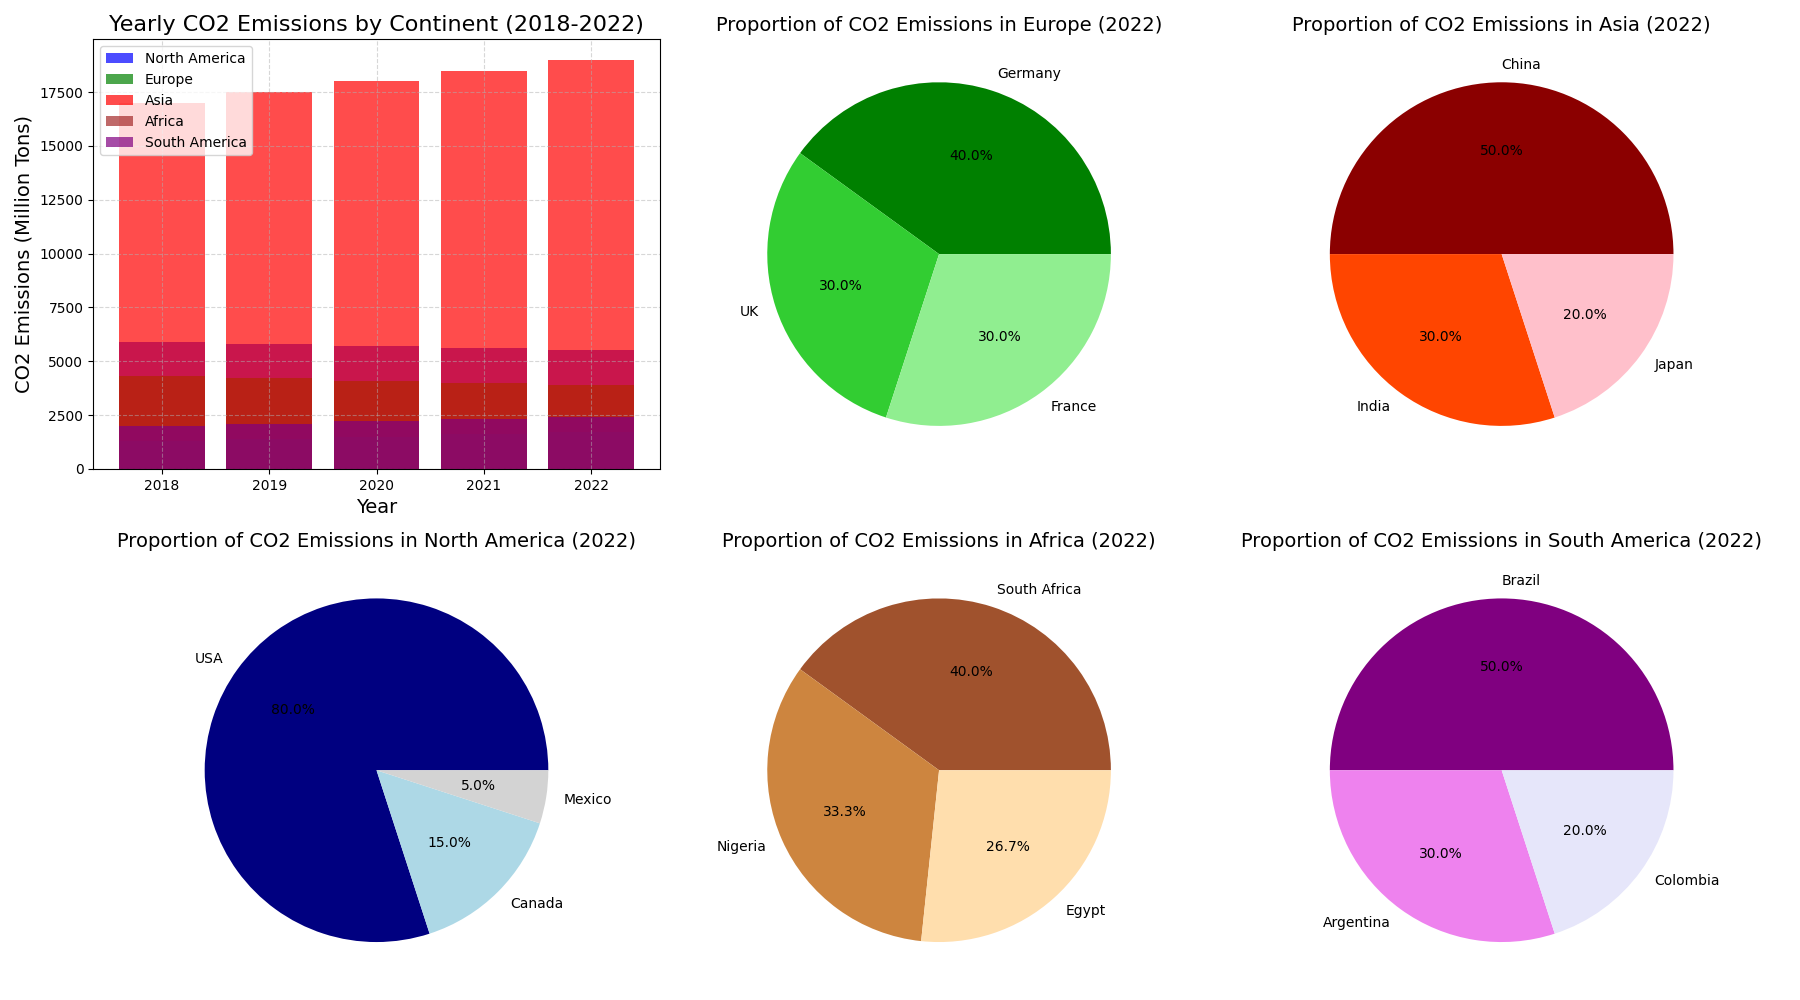 Yearly CO2 Emissions by Continent (2018-2022)
North America
Europe
Asia
Africa
South America
CO2 Emissions (Million Tons)
17500
15000
12500
10000
7500
5000
2500
0
2018 2019 2020 2021 2022
Year
Proportion of CO2 Emissions in Europe (2022)
Germany
40.0%
30.0%
UK
30.0%
France
Proportion of CO2 Emissions in Asia (2022)
China
50.0%
20.0%
30.0%
Japan
India
Proportion of CO2 Emissions in North America (2022)
USA
80.0%
5.0%
Mexico
15.0%
Canada
Proportion of CO2 Emissions in Africa (2022)
South Africa
40.0%
33.3%
Nigeria
26.7%
Egypt
Proportion of CO2 Emissions in South America (2022)
Brazil
50.0%
20.0%
30.0%
Colombia
Argentina